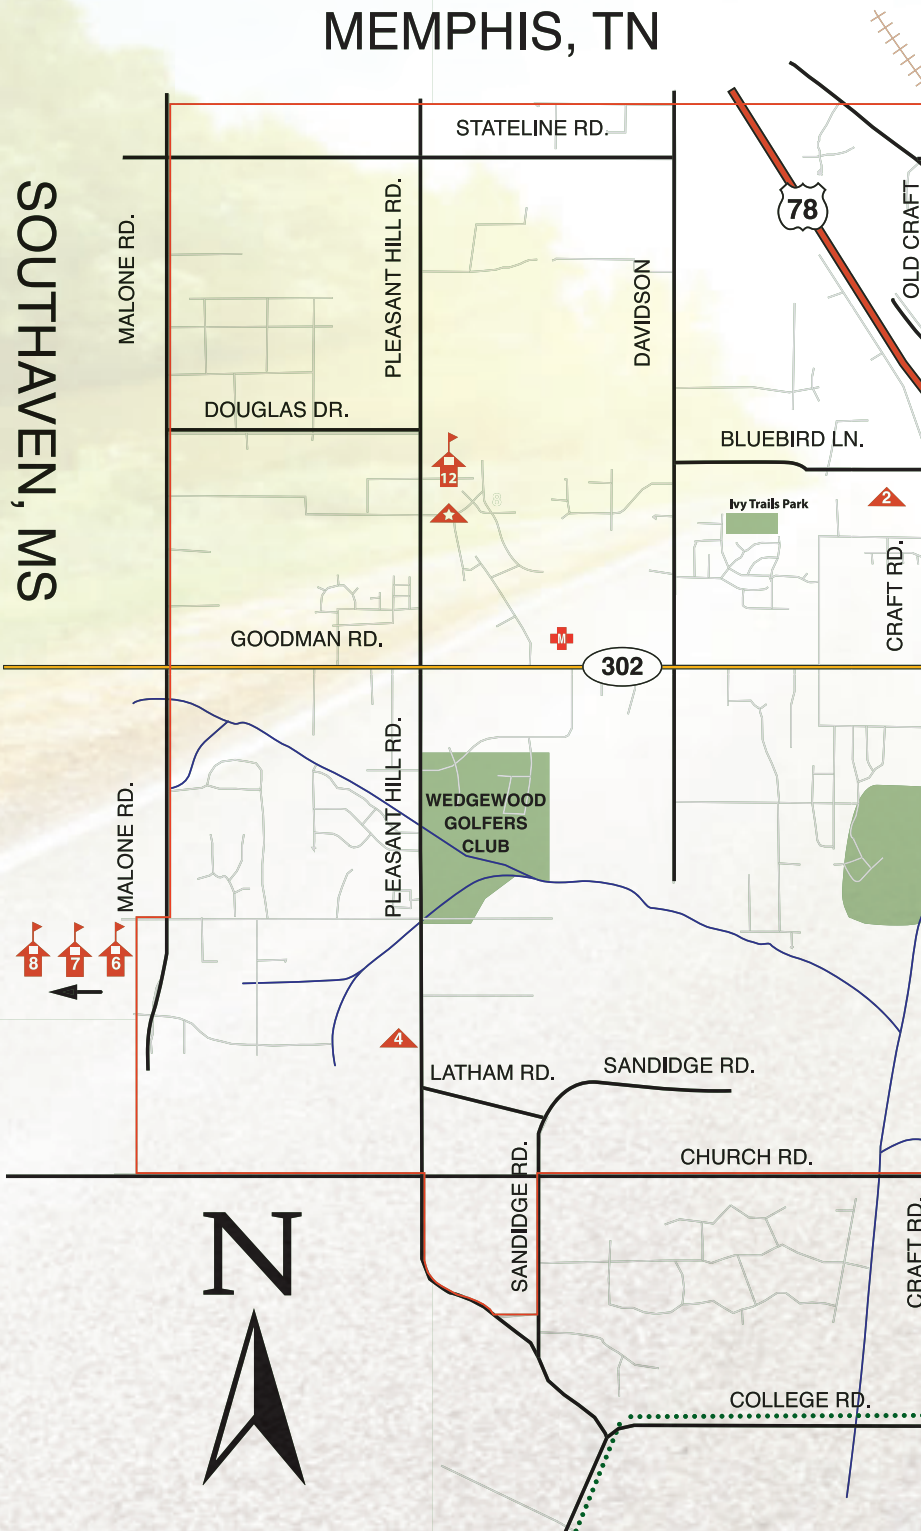 MEMPHIS, TN
STATELINE RD.
SOUTHAVEN, MS
MALONE RD.
PLEASANT HILL RD.
DAVIDSON
78
OLD CRAFT
DOUGLAS DR.
BLUEBIRD LN.
12
8
Ivy Trails Park
2
CRAFT RD.
GOODMAN RD.
M
302
MALONE RD.
PLEASANT HILL RD.
WEDGEWOOD
GOLFERS
CLUB
8
7
6
4
LATHAM RD.
SANDIDGE RD.
SANDIDGE RD.
CHURCH RD.
CRAFT RD.
N
COLLEGE RD.